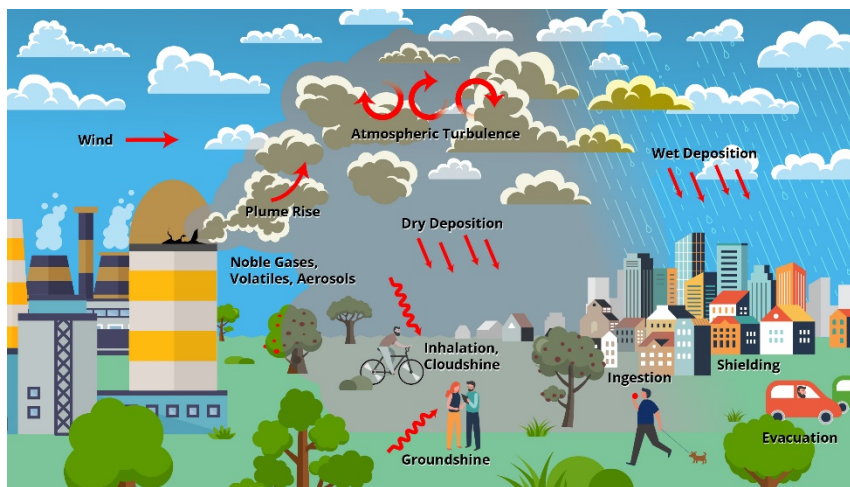 Atmospheric Turbulence
Wind
Wet Deposition
Plume Rise
Dry Deposition
Noble Gases,
Volatiles, Aerosols
Inhalation,
Cloudshine
Ingestion
Shielding
Evacuation
Groundshine